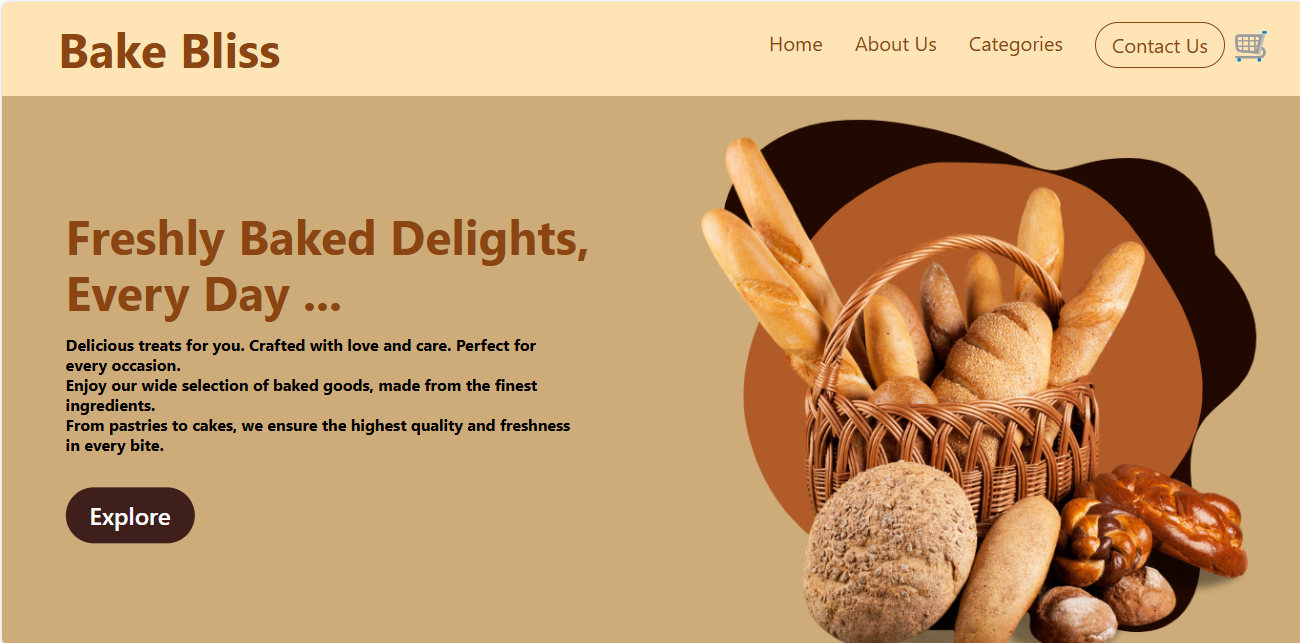 Bake Bliss
Home About Us Categories Contact Us
Freshly Baked Delights,
Every Day ...
Delicious treats for you. Crafted with love and care. Perfect for
every occasion.
Enjoy our wide selection of baked goods, made from the finest
ingredients.
From pastries to cakes, we ensure the highest quality and freshness
in every bite.
Explore